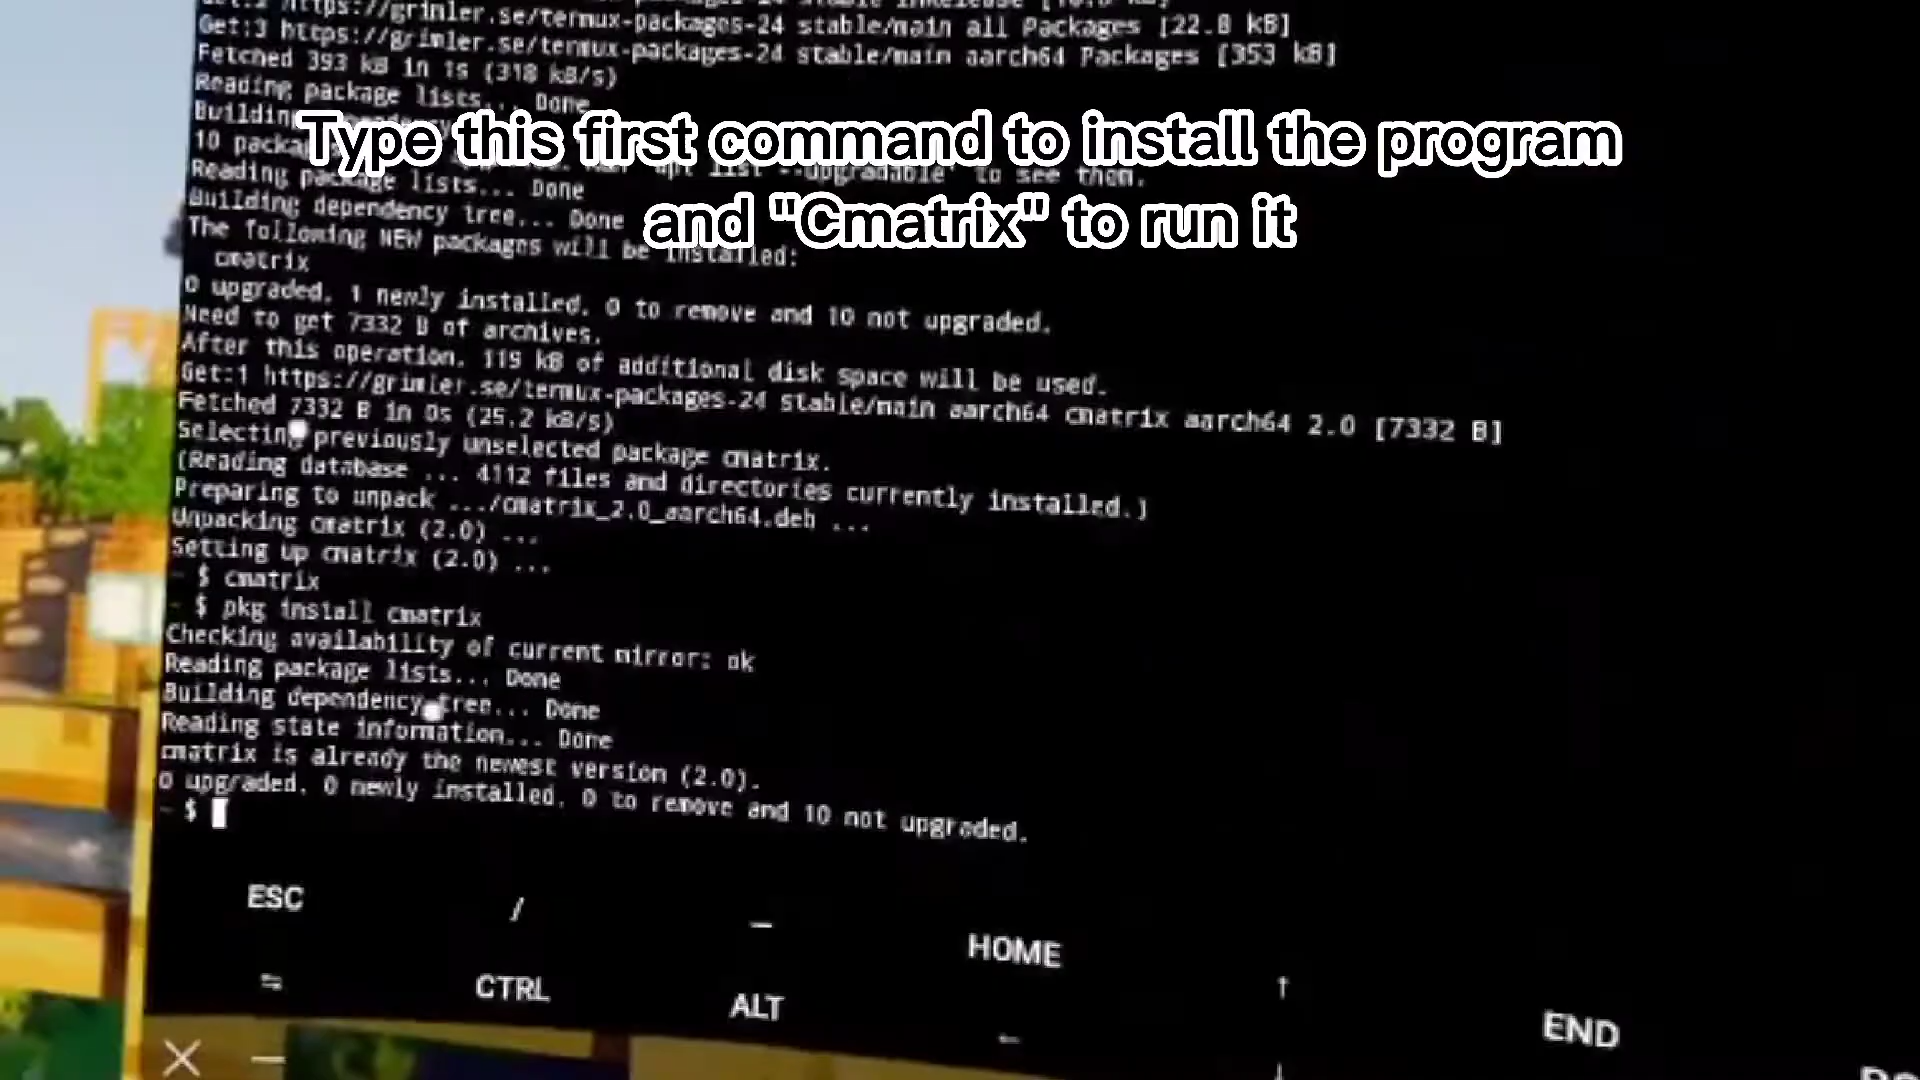 https://grimler.se/termux-packages-24 stable/main
Get:3 https://grimler.se/termux-packages-24 stable/main all Packages [22.8 kB]
stable/main aarch64 Packages [353 kB]
Fetched 393 kB in 1s (318 kB/s)
Reading package lists... Done
Building
Type this first command to install the program
10
to see them.
Reading package lists... Done
Building dependency tree... Done
and "Cmatrix" to run it
The following NEW packages will be installed:
cmatrix
0 upgraded, 1 newly installed, 0 to remove and 10 not upgraded.
Need to get 7332 B of archives.
After this operation, 119 kB of additional disk space will be used.
Get:1 https://grimler.se/termux-packages-24 stable/main aarch64 cmatrix aarch64 2.0 [7332 B]
Fetched 7332 B in 0s (25.2 kB/s)
Selecting previously unselected package cmatrix.
(Reading database ... 4112 files and directories currently installed.)
Preparing to unpack .../cmatrix_2.0_aarch64.deb ...
Unpacking cmatrix (2.0) ...
Setting up cmatrix (2.0) ...
~ $ cmatrix
~ $ pkg install cmatrix
Checking availability of current mirror: ok
Reading package lists... Done
Building dependency tree... Done
Reading state information... Done
cmatrix is already the newest version (2.0).
0 upgraded, 0 newly installed, 0 to remove and 10 not upgraded.
~ $
ESC / — HOME ↑ END
⇆ CTRL ALT ← ↓